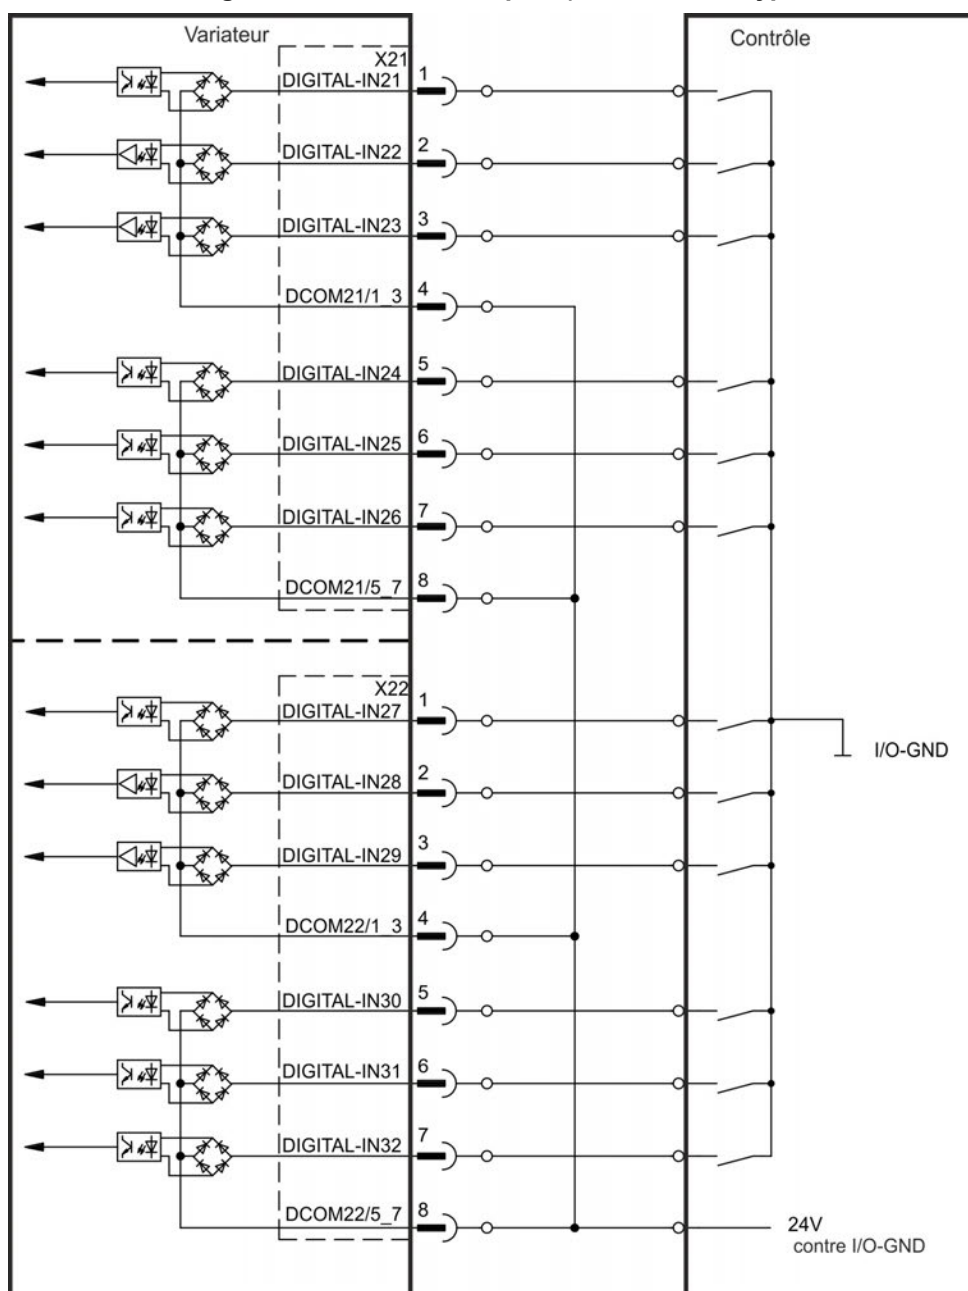 Variateur
Contrôle
X21
DIGITAL-IN21 1
DIGITAL-IN22 2
DIGITAL-IN23 3
DCOM21/1_3 4
DIGITAL-IN24 5
DIGITAL-IN25 6
DIGITAL-IN26 7
DCOM21/5_7 8
X22
DIGITAL-IN27 1
I/O-GND
DIGITAL-IN28 2
DIGITAL-IN29 3
DCOM22/1_3 4
DIGITAL-IN30 5
DIGITAL-IN31 6
DIGITAL-IN32 7
DCOM22/5_7 8
24V
contre I/O-GND